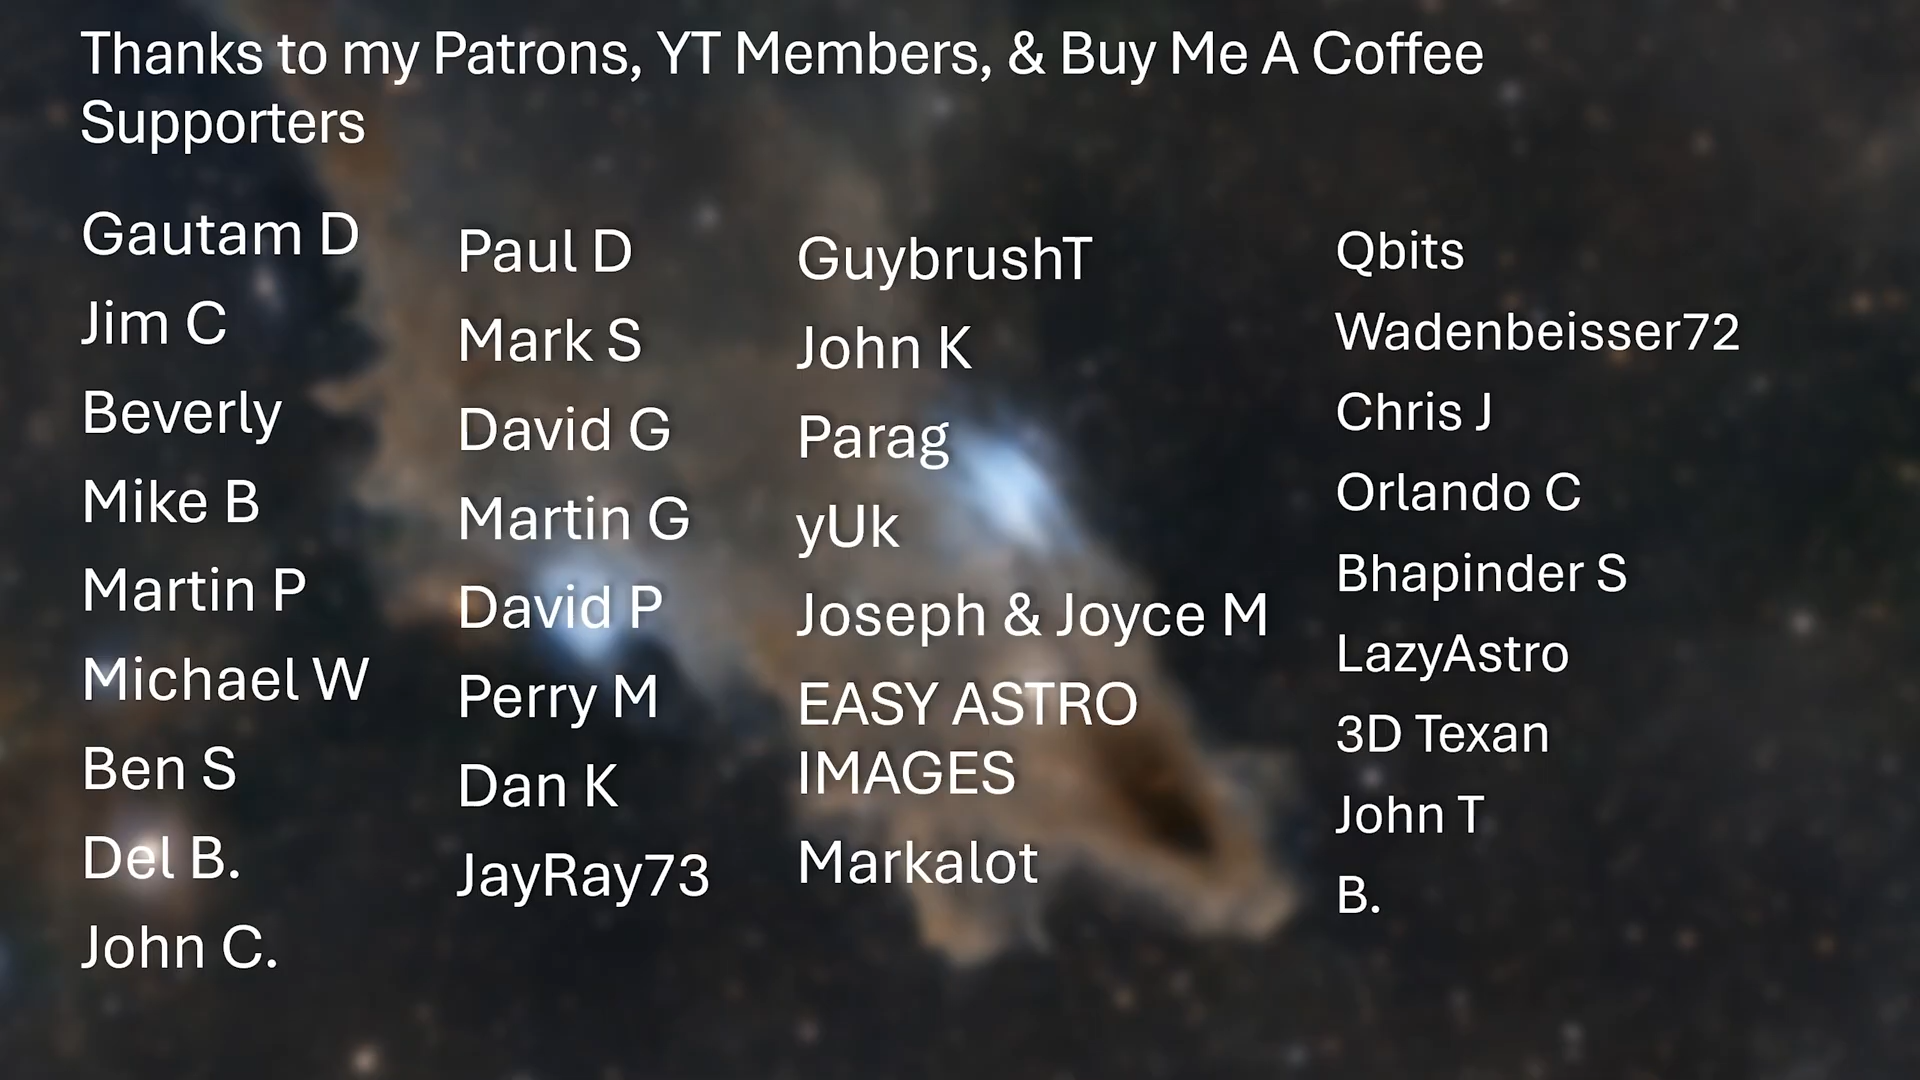 Thanks to my Patrons, YT Members, & Buy Me A Coffee
Supporters
Gautam D
Jim C
Beverly
Mike B
Martin P
Michael W
Ben S
Del B.
John C.
Paul D
Mark S
David G
Martin G
David P
Perry M
Dan K
JayRay73
GuybrushT
John K
Parag
yUk
Joseph & Joyce M
EASY ASTRO
IMAGES
Markalot
Qbits
Wadenbeisser72
Chris J
Orlando C
Bhapinder S
LazyAstro
3D Texan
John T
B.